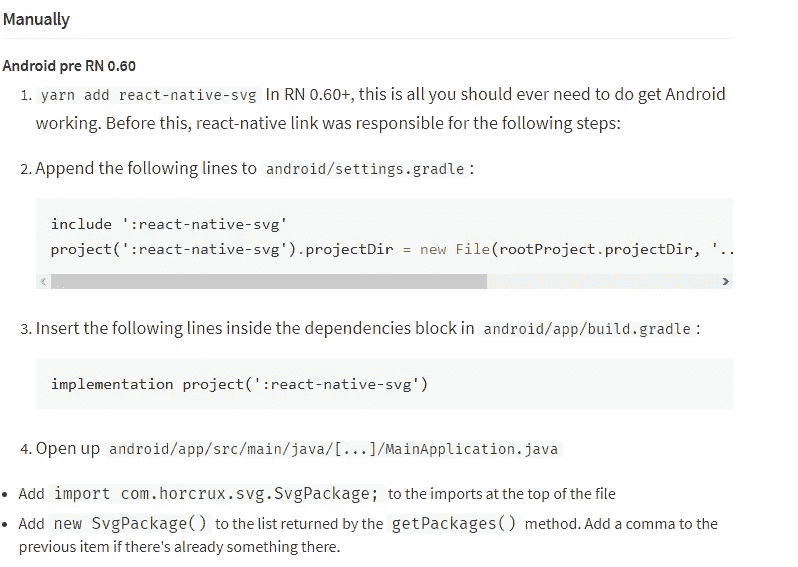 Manually
Android pre RN 0.60
1. yarn add react-native-svg In RN 0.60+, this is all you should ever need to do get Android
working. Before this, react-native link was responsible for the following steps:
2. Append the following lines to android/settings.gradle :
include ':react-native-svg'
project(':react-native-svg').projectDir = new File(rootProject.projectDir, '..
3. Insert the following lines inside the dependencies block in android/app/build.gradle :
implementation project(':react-native-svg')
4. Open up android/app/src/main/java/[...]/MainApplication.java
• Add import com.horcrux.svg.SvgPackage; to the imports at the top of the file
• Add new SvgPackage() to the list returned by the getPackages() method. Add a comma to the
previous item if there's already something there.